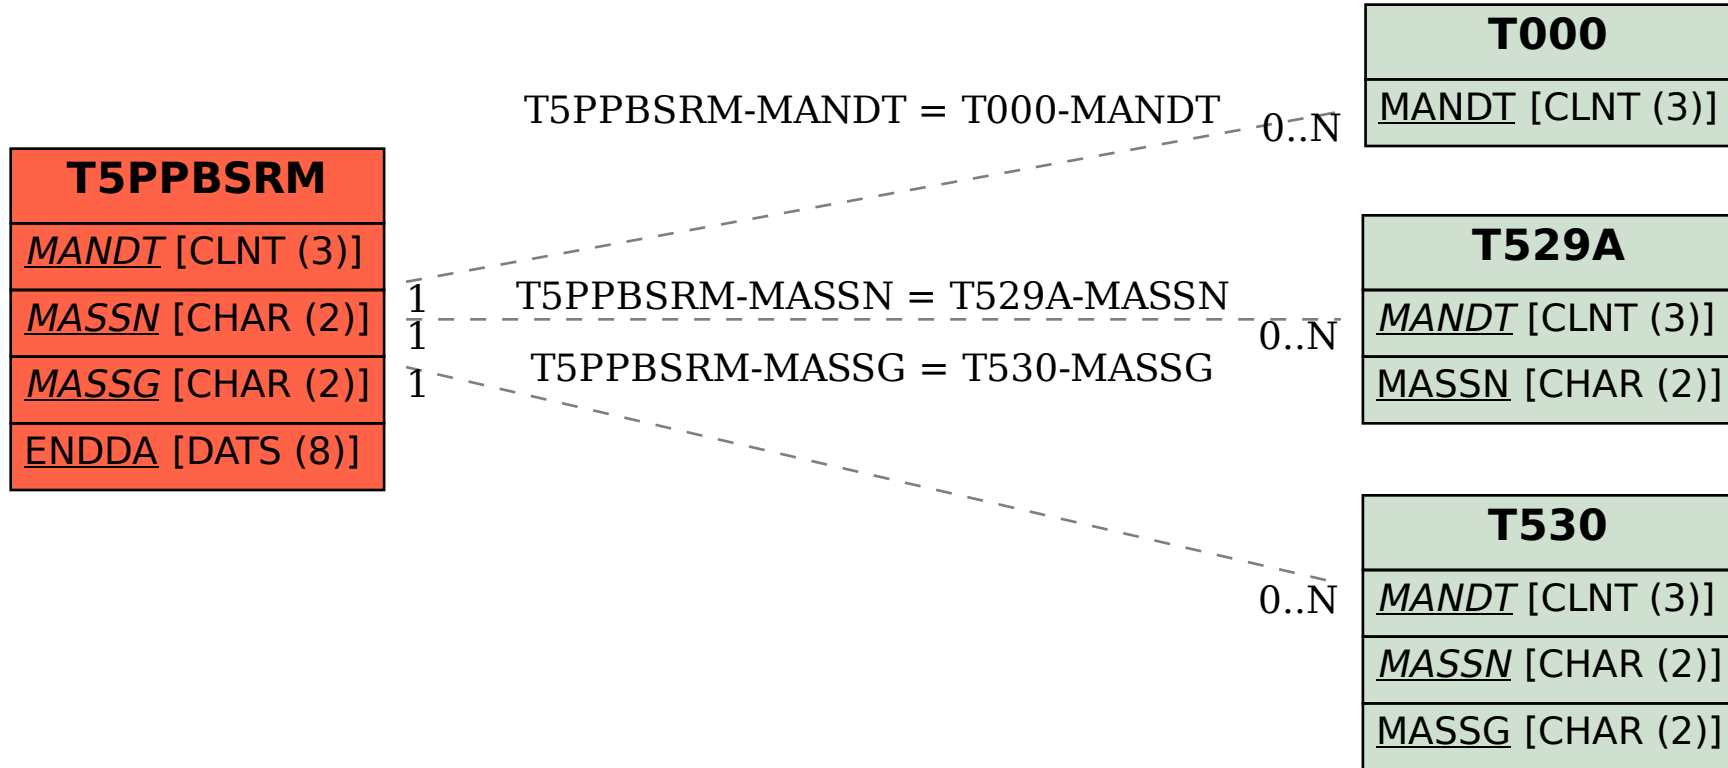 T5PPBSRM
MANDT [CLNT (3)]
MASSN [CHAR (2)]
MASSG [CHAR (2)]
ENDDA [DATS (8)]
T5PPBSRM-MANDT = T000-MANDT
0..N
1
T5PPBSRM-MASSN = T529A-MASSN
1
0..N
T5PPBSRM-MASSG = T530-MASSG
1
0..N
T000
MANDT [CLNT (3)]
T529A
MANDT [CLNT (3)]
MASSN [CHAR (2)]
T530
MANDT [CLNT (3)]
MASSN [CHAR (2)]
MASSG [CHAR (2)]